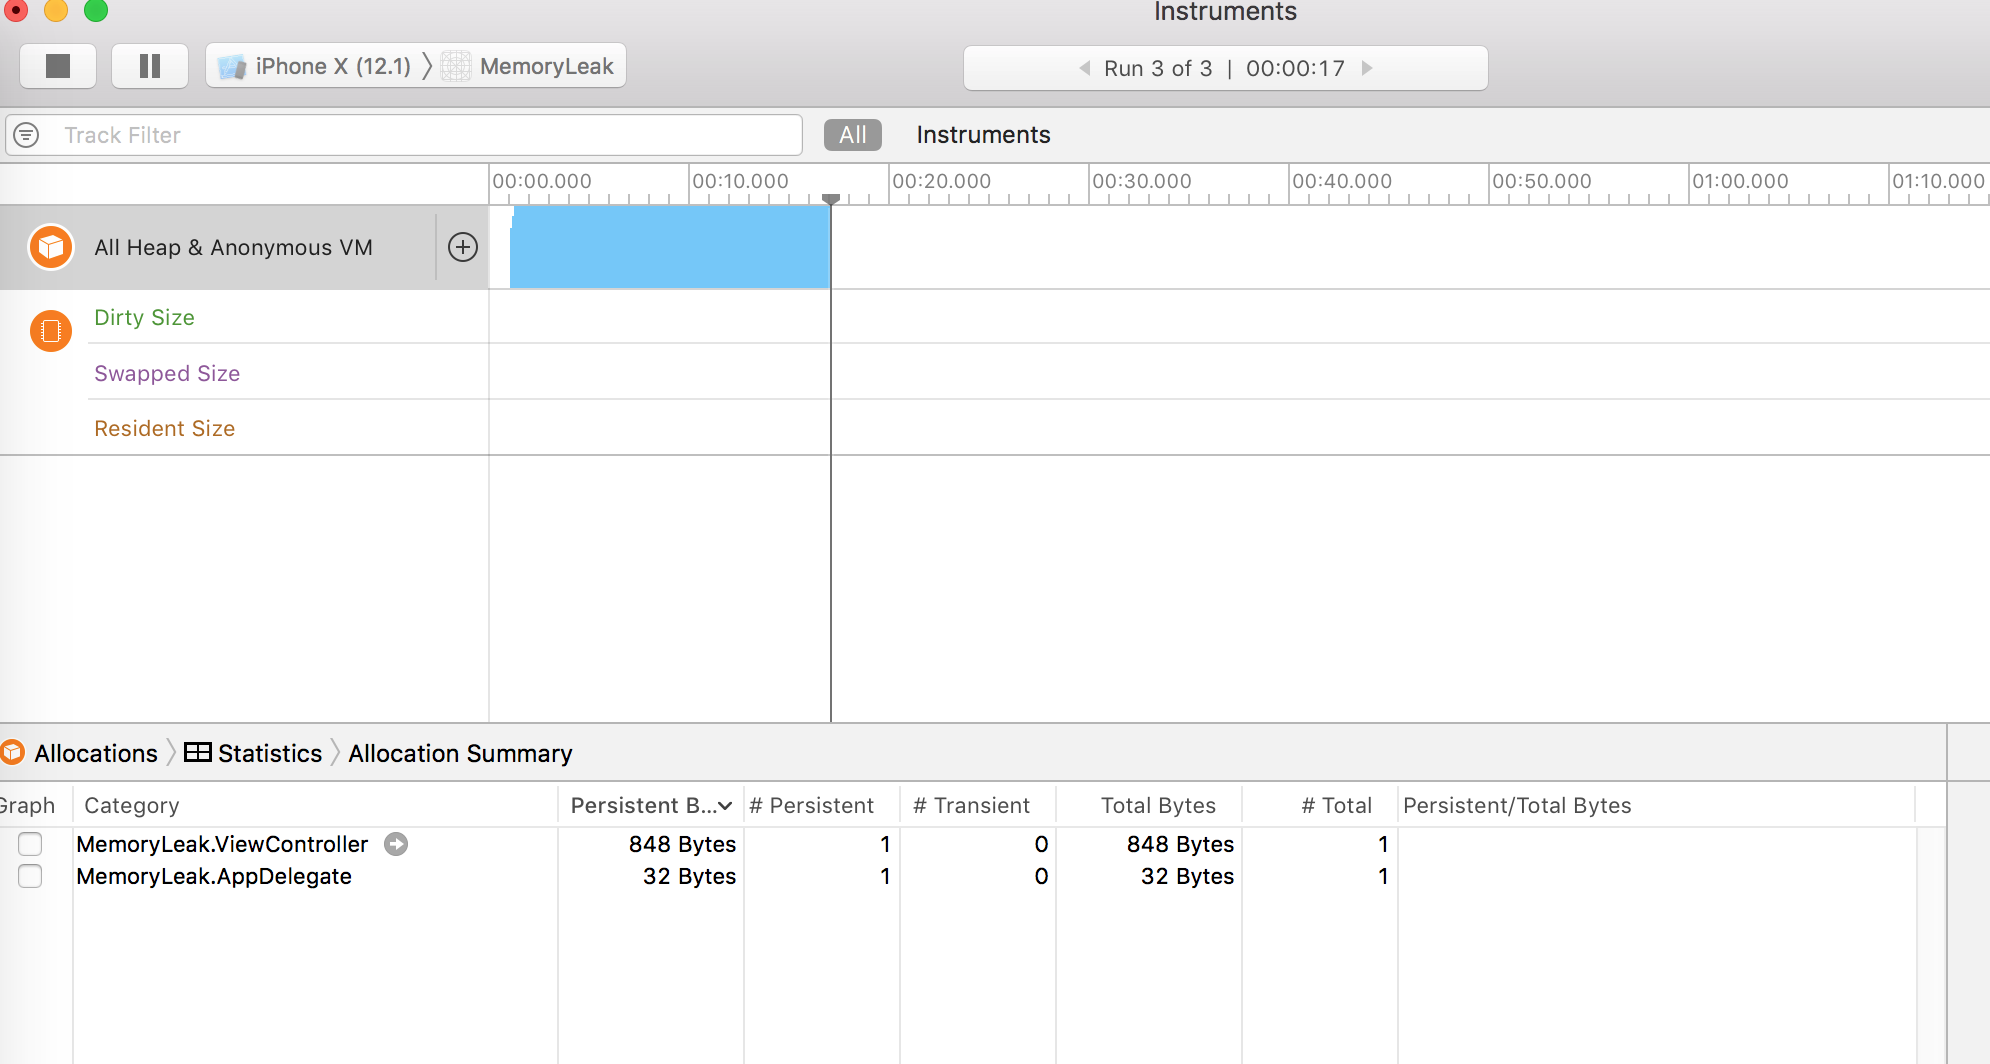 Instruments
iPhone X (12.1) MemoryLeak
Run 3 of 3 | 00:00:17
Track Filter All Instruments
00:00.000 00:10.000 00:20.000 00:30.000 00:40.000 00:50.000 01:00.000 01:10.000
All Heap & Anonymous VM
Dirty Size
Swapped Size
Resident Size
Allocations Statistics Allocation Summary
Graph Category Persistent B... # Persistent # Transient Total Bytes # Total Persistent/Total Bytes
MemoryLeak.ViewController 848 Bytes 1 0 848 Bytes 1
MemoryLeak.AppDelegate 32 Bytes 1 0 32 Bytes 1